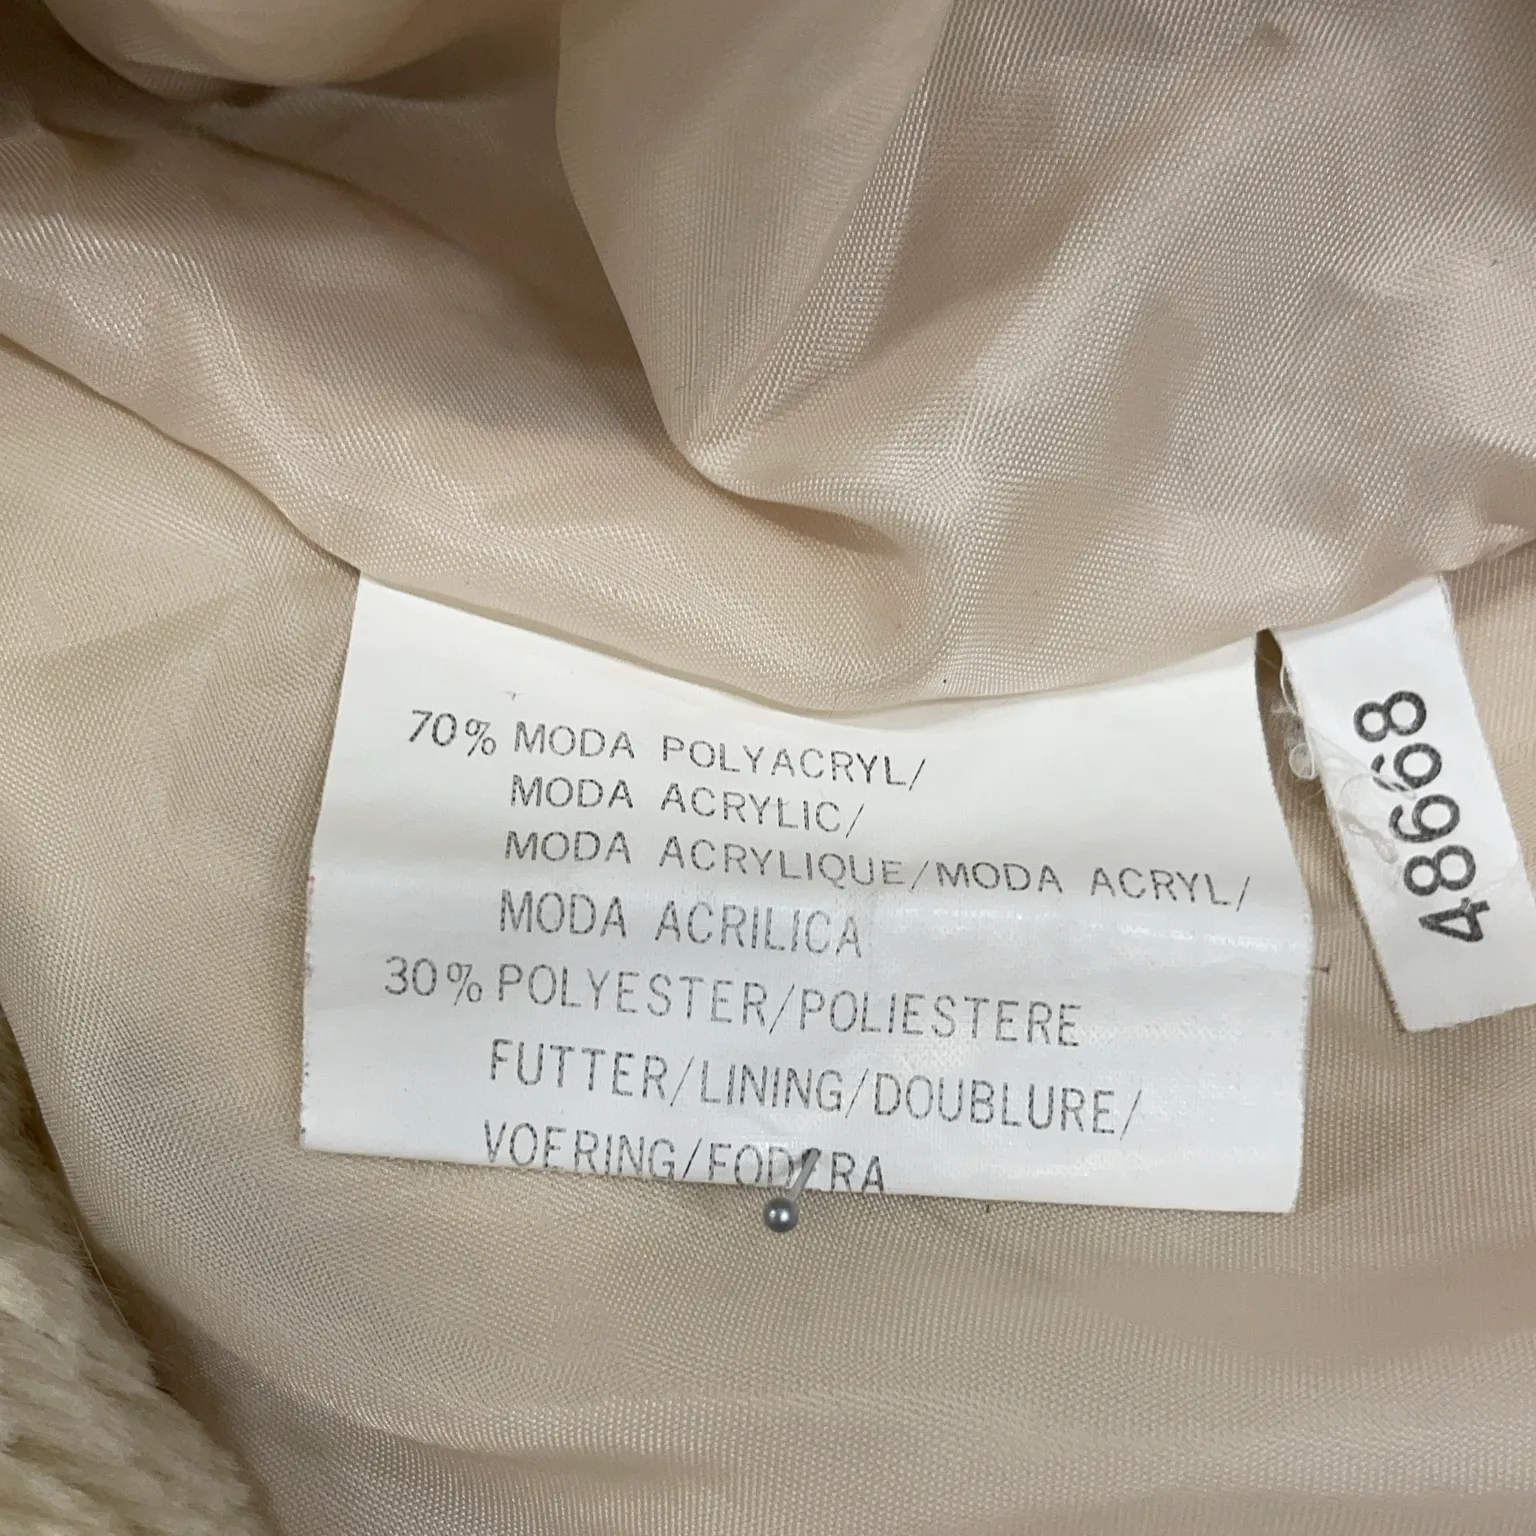 70% MODA POLYACRYL/
MODA ACRYLIC/
MODA ACRYLIQUE/MODA ACRYL/
MODA ACRILICA
30% POLYESTER/POLIESTERE
FUTTER/LINING/DOUBLURE/
VOERING/FODERA
48668